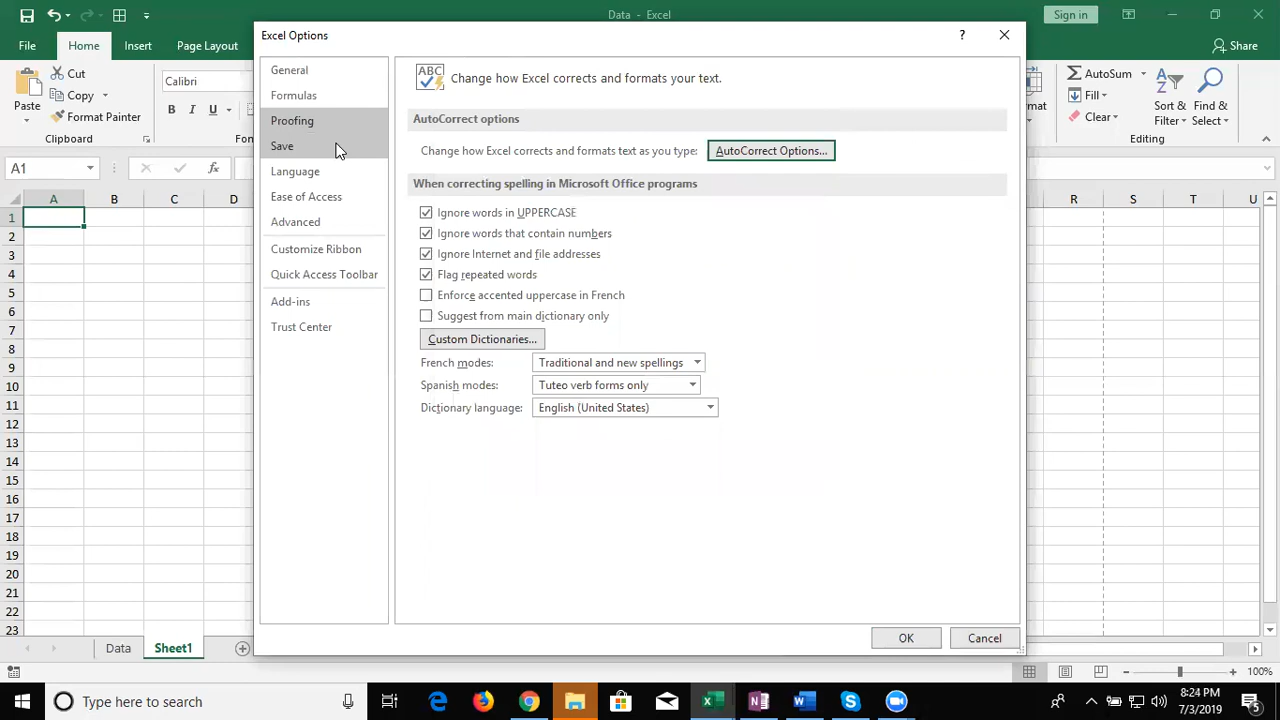 Data - Excel
Sign in
File Home Insert Page Layout
Share
Excel Options
?
Paste
Cut
Copy
Format Painter
Clipboard
Calibri
B I U
A1
General
Formulas
Proofing
Save
Language
Ease of Access
Advanced
Customize Ribbon
Quick Access Toolbar
Add-ins
Trust Center
ABC
Change how Excel corrects and formats your text.
AutoCorrect options
Change how Excel corrects and formats text as you type: AutoCorrect Options...
When correcting spelling in Microsoft Office programs
Ignore words in UPPERCASE
Ignore words that contain numbers
Ignore Internet and file addresses
Flag repeated words
Enforce accented uppercase in French
Suggest from main dictionary only
Custom Dictionaries...
French modes: Traditional and new spellings
Spanish modes: Tuteo verb forms only
Dictionary language: English (United States)
OK Cancel
AutoSum
Fill
Clear
Sort &
Filter
Find &
Select
Editing
A B C D R S T U
1
2
3
4
5
6
7
8
9
10
11
12
13
14
15
16
17
18
19
20
21
22
23
Data Sheet1
100%
Type here to search
8:24 PM
7/3/2019
5